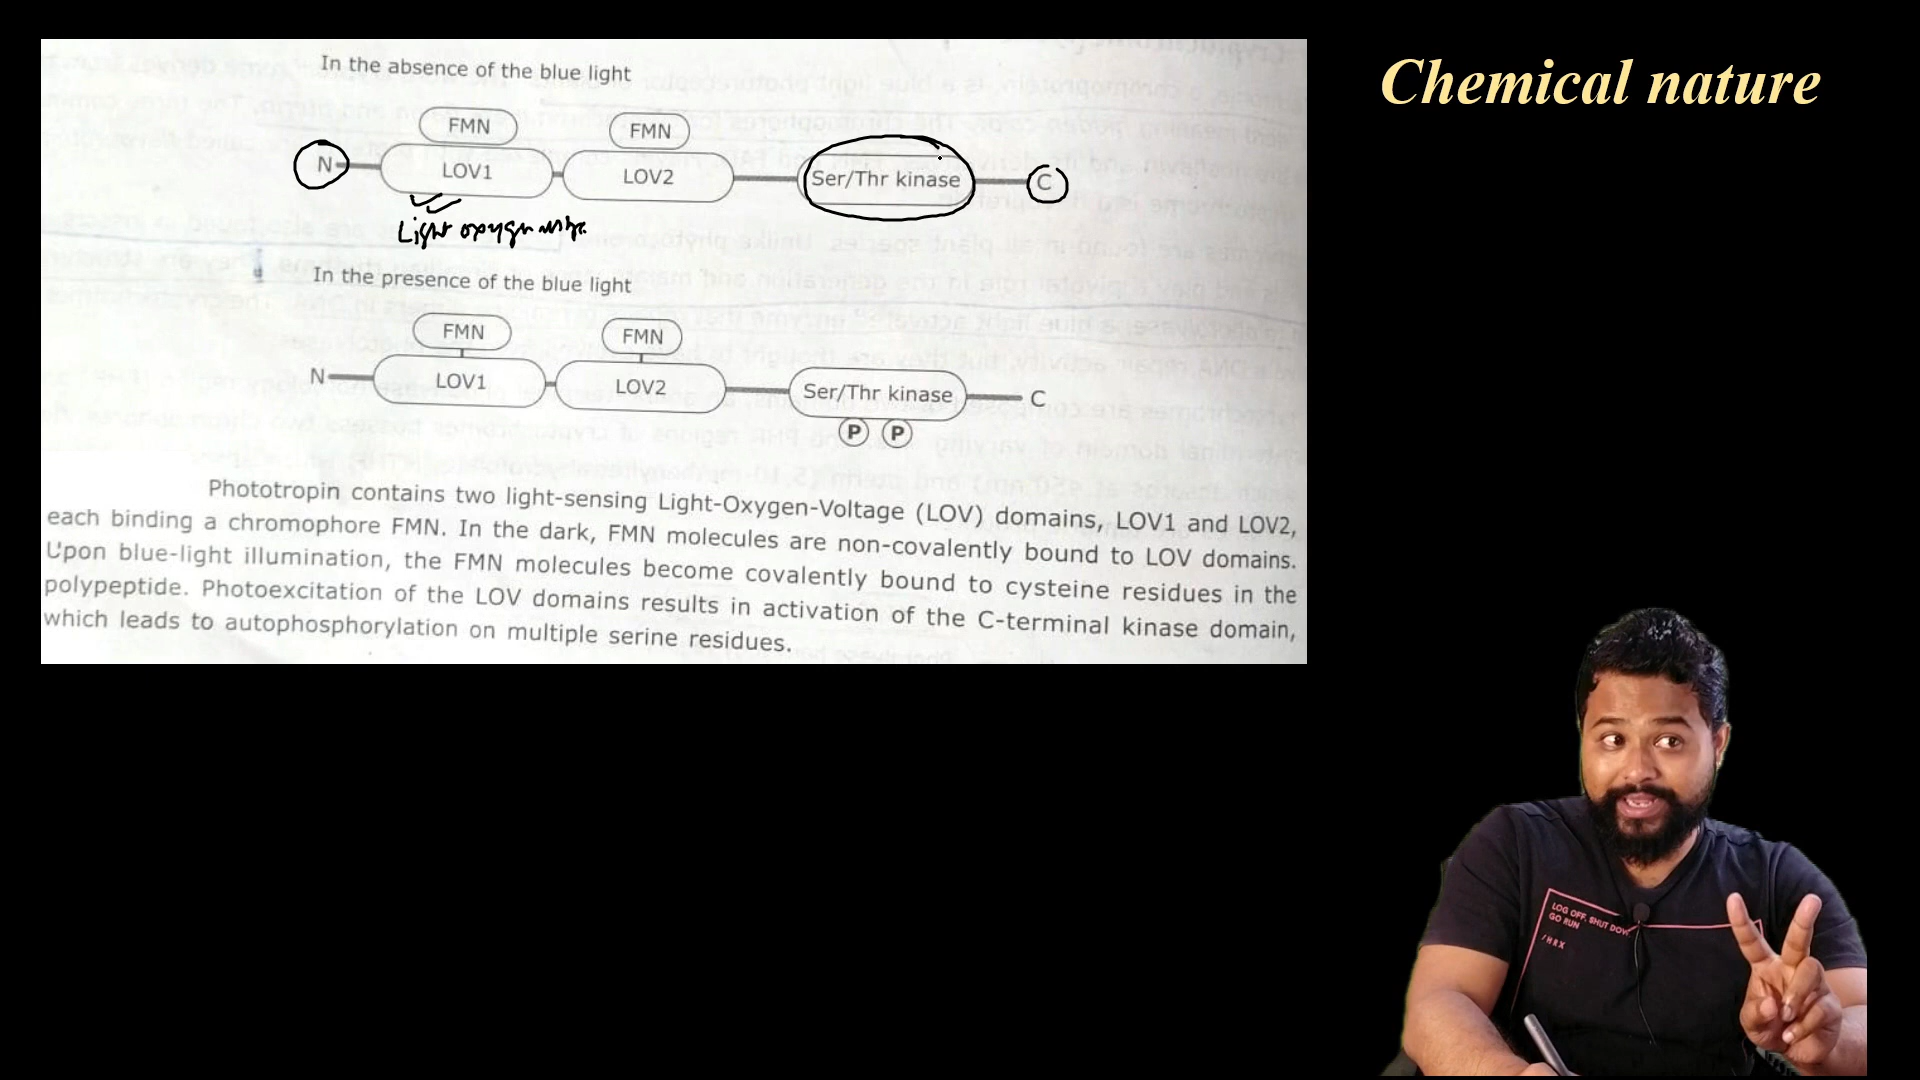 Chemical nature
In the absence of the blue light
FMN
FMN
N
LOV1
LOV2
Ser/Thr kinase
C
Light oxygen
In the presence of the blue light
FMN
FMN
N
LOV1
LOV2
Ser/Thr kinase
C
P P
Phototropin contains two light-sensing Light-Oxygen-Voltage (LOV) domains, LOV1 and LOV2,
each binding a chromophore FMN. In the dark, FMN molecules are non-covalently bound to LOV domains.
Upon blue-light illumination, the FMN molecules become covalently bound to cysteine residues in the
polypeptide. Photoexcitation of the LOV domains results in activation of the C-terminal kinase domain,
which leads to autophosphorylation on multiple serine residues.
LOG OFF, SHUT DOW
GO RUN
/HRX